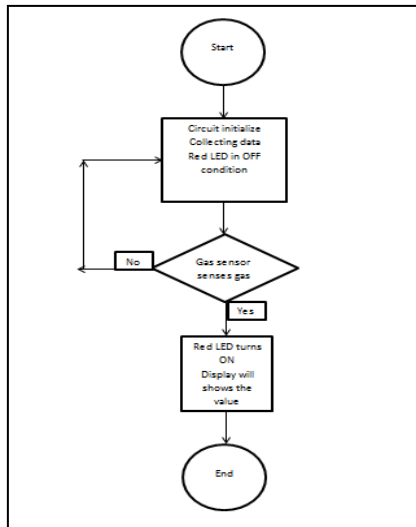 Start
Circuit initialize
Collecting data
Red LED in OFF
condition
Gas sensor
senses gas
No
Yes
Red LED turns
ON
Display will
shows the
value
End